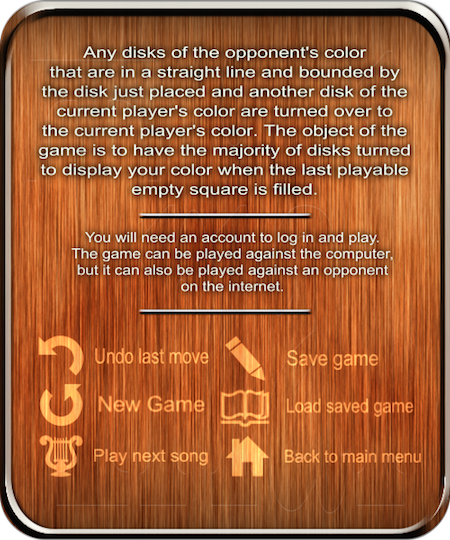 Any disks of the opponent's color
that are in a straight line and bounded by
the disk just placed and another disk of the
current player's color are turned over to
the current player's color. The object of the
game is to have the majority of disks turned
to display your color when the last playable
empty square is filled.
You will need an account to log in and play.
The game can be played against the computer,
but it can also be played against an opponent
on the internet.
Undo last move
Save game
New Game
Load saved game
Play next song
Back to main menu